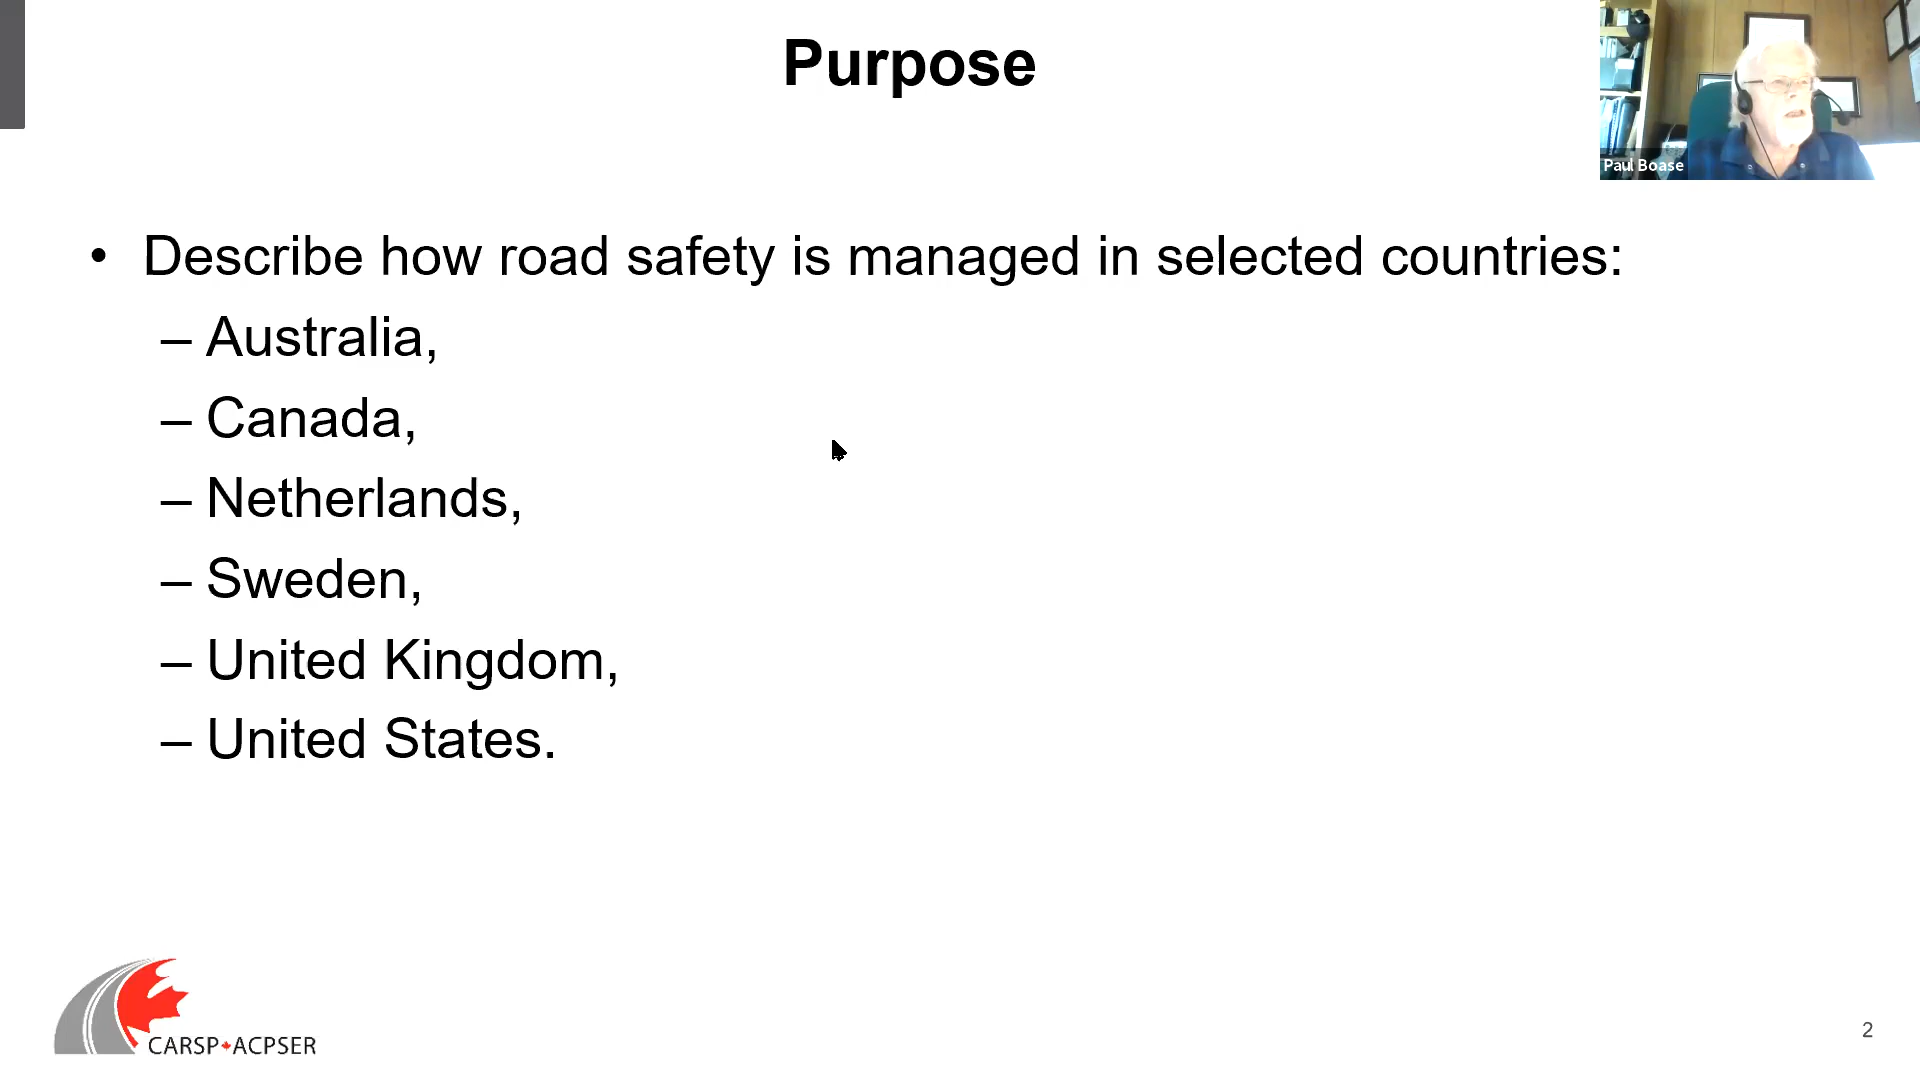 Purpose
Paul Boase
• Describe how road safety is managed in selected countries:
– Australia,
– Canada,
– Netherlands,
– Sweden,
– United Kingdom,
– United States.
CARSP ACPSER
2